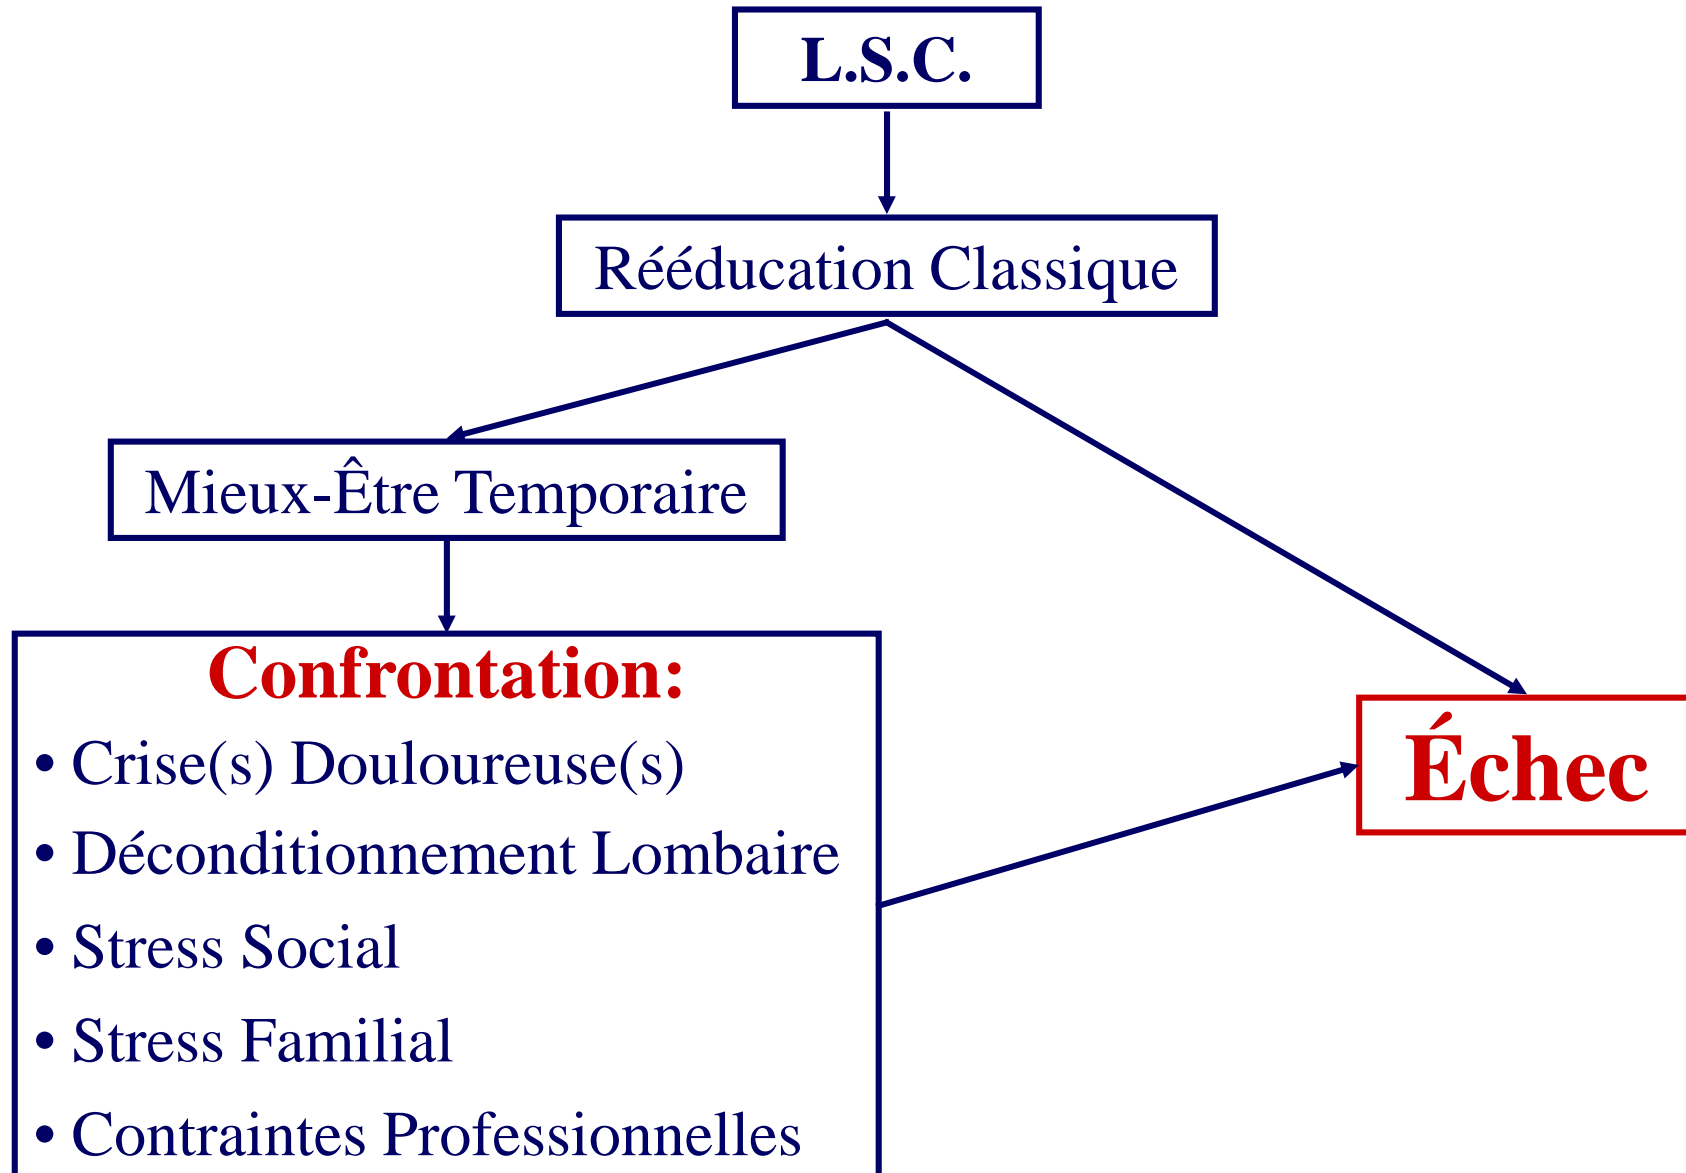 L.S.C.
Rééducation Classique
Mieux-Être Temporaire
Confrontation:
• Crise(s) Douloureuse(s)
• Déconditionnement Lombaire
• Stress Social
• Stress Familial
• Contraintes Professionnelles
Échec